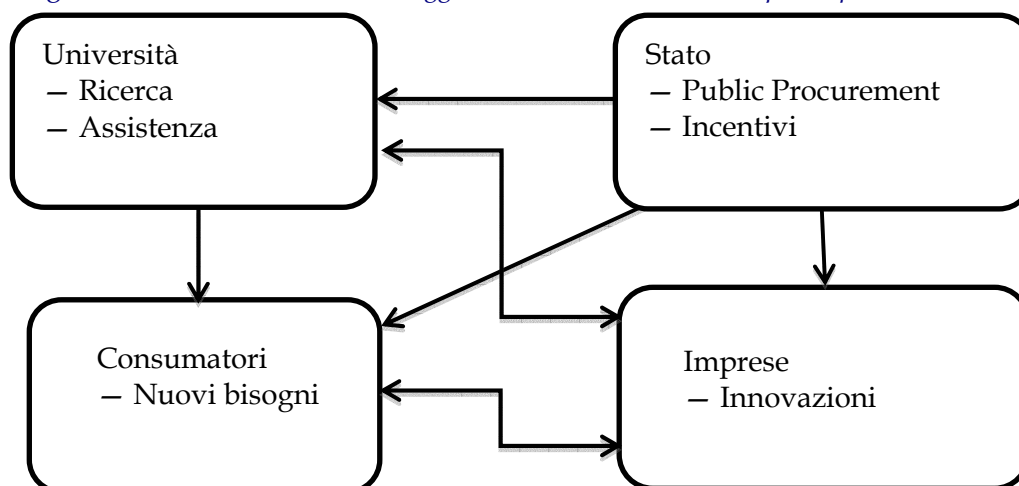 Università
— Ricerca
— Assistenza
Stato
— Public Procurement
— Incentivi
Consumatori
— Nuovi bisogni
Imprese
— Innovazioni